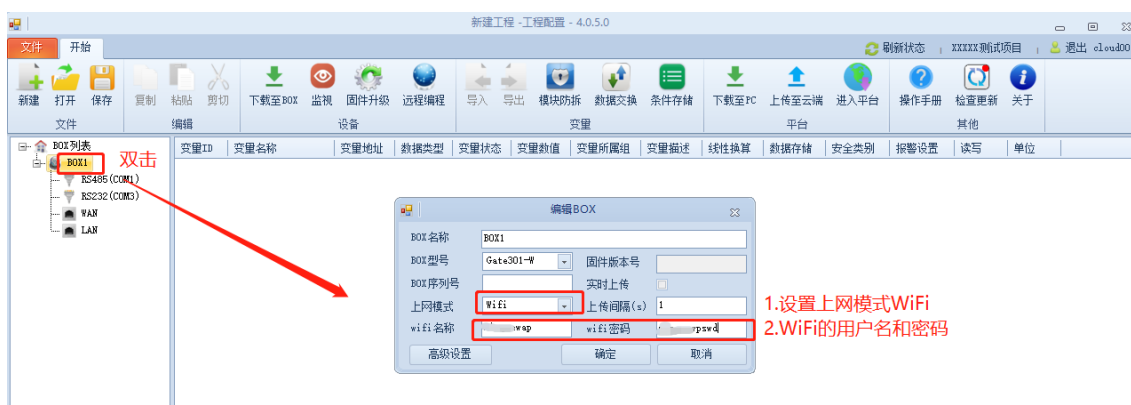 新建工程 -工程配置 - 4.0.5.0
文件 开始 刷新状态 XXXXX测试项目 退出 cloud00
新建 打开 保存 复制 粘贴 剪切 下载至BOX 监视 固件升级 远程编程 导入 导出 模块防拆 数据交换 条件存储 下载至PC 上传至云端 进入平台 操作手册 检查更新 关于
文件 编辑 设备 变量 平台 其他
BOX列表 变量ID 变量名称 变量地址 数据类型 变量状态 变量数值 变量所属组 变量描述 线性换算 数据存储 安全类别 报警设置 读写 单位
BOX1 双击
RS485(COM1)
RS232(COM3)
WAN
LAN
编辑BOX
BOX名称 BOX1
BOX型号 Gate301-W 固件版本号
BOX序列号 实时上传
上网模式 Wifi 上传间隔(s) 1
wifi名称 wap wifi密码 pswd
高级设置 确定 取消
1.设置上网模式WiFi
2.WiFi的用户名和密码